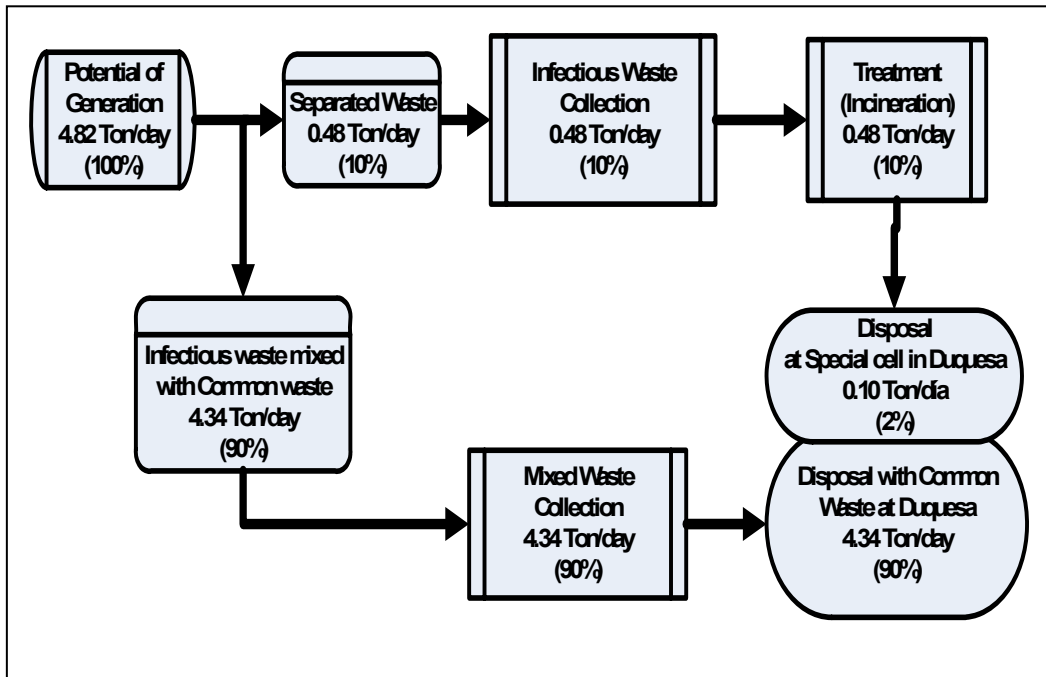 Potential of
Generation
4.82 Ton/day
(100%)
Separated Waste
0.48 Ton/day
(10%)
Infectious Waste
Collection
0.48 Ton/day
(10%)
Treatment
(Incineration)
0.48 Ton/day
(10%)
Infectious waste mixed
with Common waste
4.34 Ton/day
(90%)
Mixed Waste
Collection
4.34 Ton/day
(90%)
Disposal
at Special cell in Duquesa
0.10 Ton/día
(2%)
Disposal with Common
Waste at Duquesa
4.34 Ton/day
(90%)